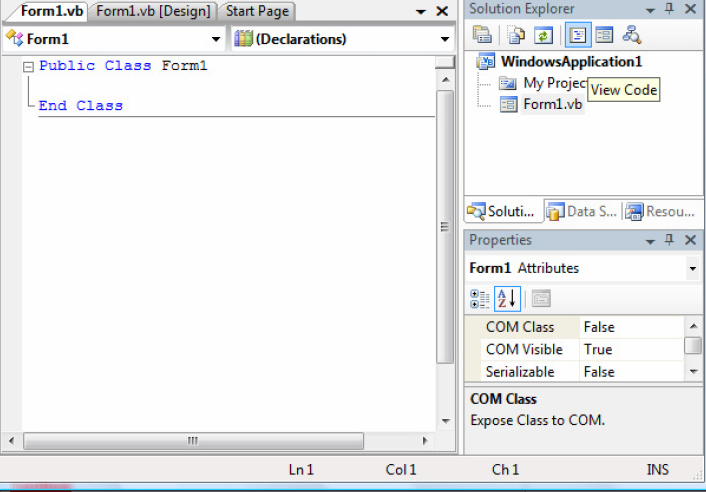 Form1.vb Form1.vb [Design] Start Page
Form1 (Declarations)
Public Class Form1
End Class
Ln 1 Col 1 Ch 1 INS
Solution Explorer
WindowsApplication1
My Projec
View Code
Form1.vb
Soluti... Data S... Resou...
Properties
Form1 Attributes
COM Class False
COM Visible True
Serializable False
COM Class
Expose Class to COM.